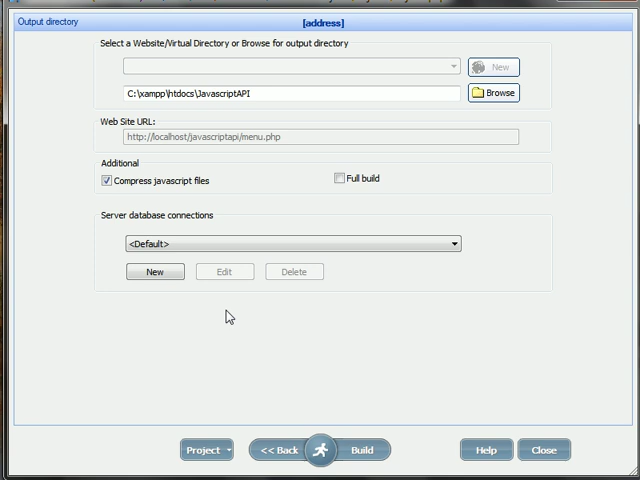 Output directory
[address]
Select a Website/Virtual Directory or Browse for output directory
New
C:\xampp\htdocs\JavascriptAPI
Browse
Web Site URL:
http://localhost/javascriptapi/menu.php
Additional
Compress javascript files
Full build
Server database connections
<Default>
New
Edit
Delete
Project
<< Back
Build
Help
Close